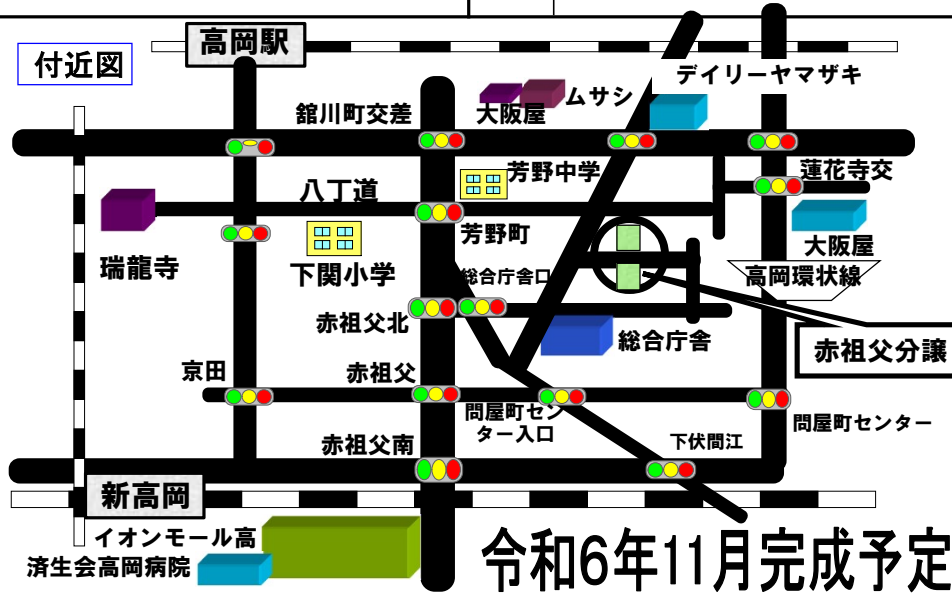 高岡駅
付近図
デイリーヤマザキ
ムサシ
大阪屋
舘川町交差
芳野中学
蓮花寺交
八丁道
芳野町
大阪屋
瑞龍寺
下関小学
総合庁舎口
高岡環状線
赤祖父北
総合庁舎
赤祖父分譲
京田
赤祖父
問屋町セン
ター入口
問屋町センター
赤祖父南
下伏間江
新高岡
イオンモール高
済生会高岡病院
令和6年11月完成予定